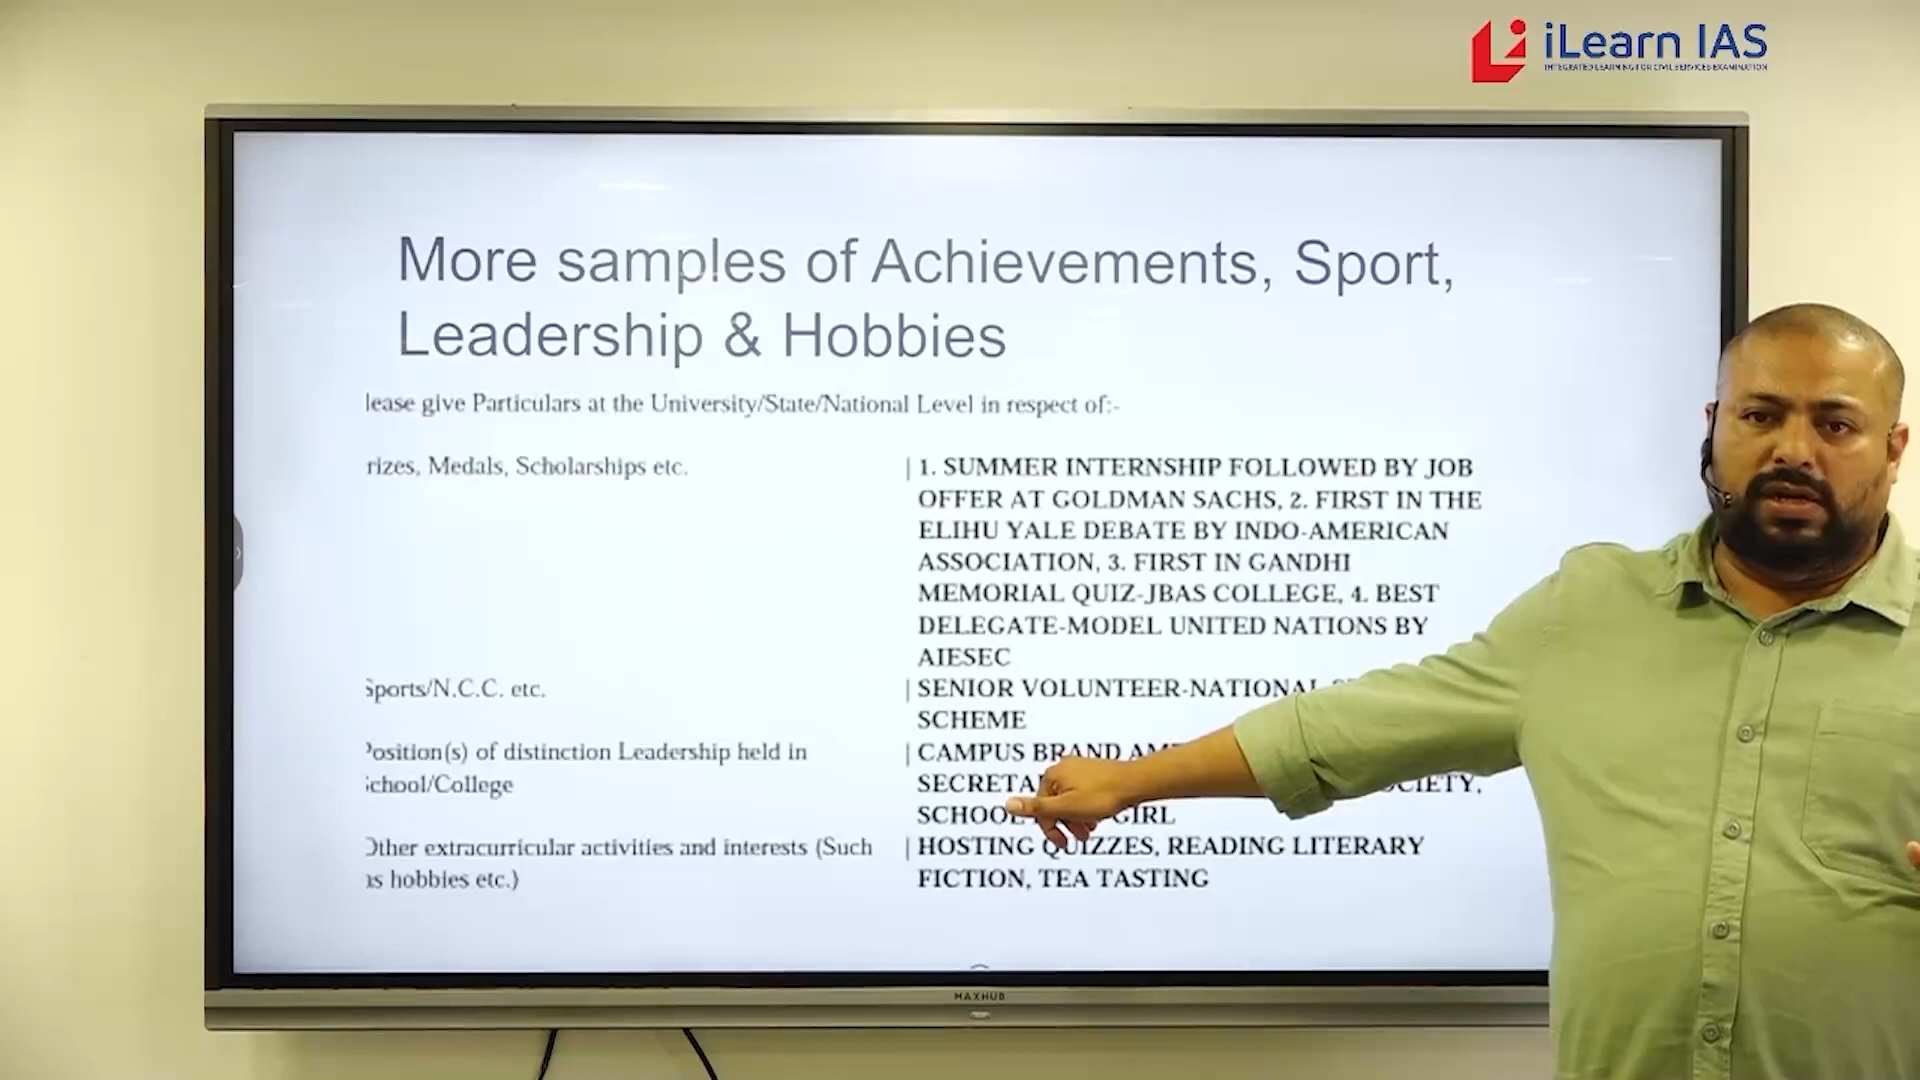 iLearn IAS
INTEGRATED LEARNING FOR CIVIL SERVICES EXAMINATION
More samples of Achievements, Sport,
Leadership & Hobbies
lease give Particulars at the University/State/National Level in respect of:-
rizes, Medals, Scholarships etc.
| 1. SUMMER INTERNSHIP FOLLOWED BY JOB
OFFER AT GOLDMAN SACHS, 2. FIRST IN THE
ELIHU YALE DEBATE BY INDO-AMERICAN
ASSOCIATION, 3. FIRST IN GANDHI
MEMORIAL QUIZ-JBAS COLLEGE, 4. BEST
DELEGATE-MODEL UNITED NATIONS BY
AIESEC
Sports/N.C.C. etc.
| SENIOR VOLUNTEER-NATIONAL
SCHEME
Position(s) of distinction Leadership held in
School/College
| CAMPUS BRAND
SCHOOL GIRL
Other extracurricular activities and interests (Such
as hobbies etc.)
| HOSTING QUIZZES, READING LITERARY
FICTION, TEA TASTING
MAXHUB